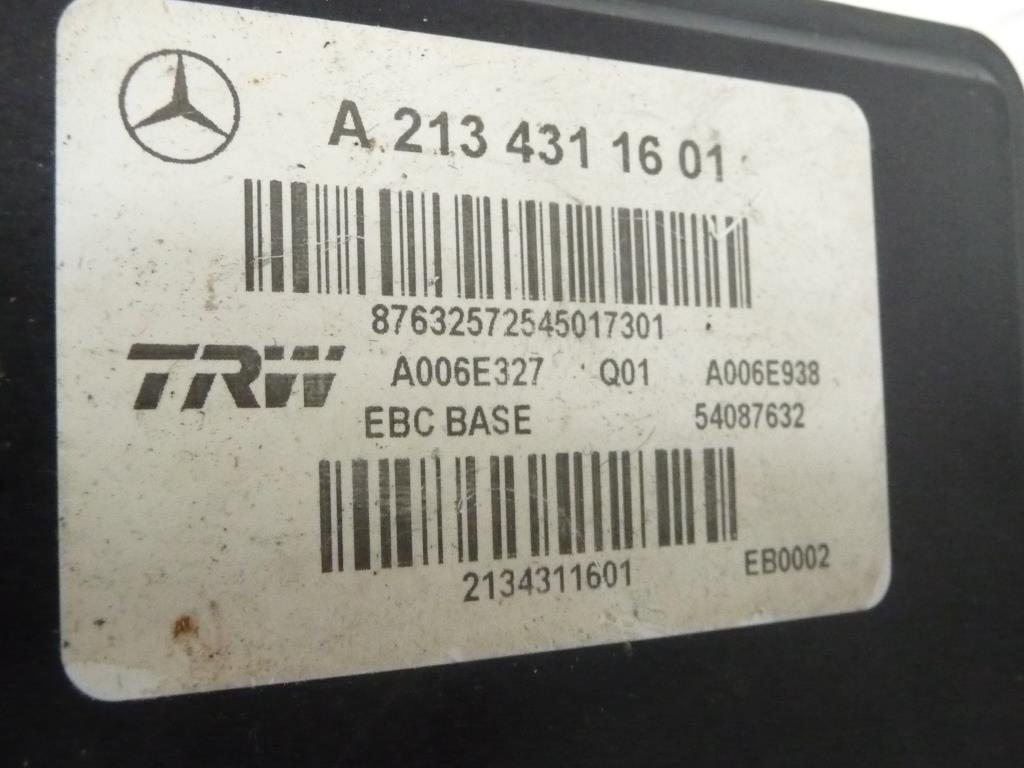 A 213 431 16 01
87632572545017301
TRW A006E327 Q01 A006E938
EBC BASE 54087632
2134311601 EB0002